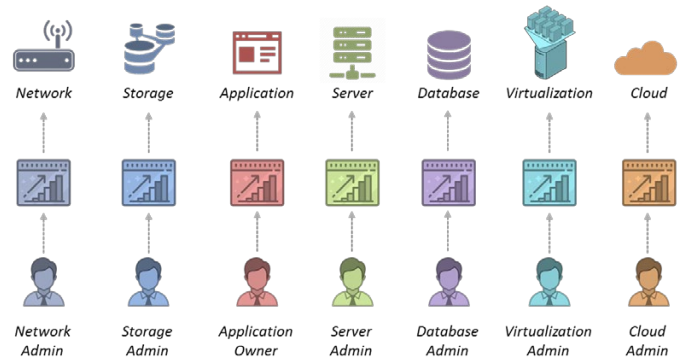 Network
Storage
Application
Server
Database
Virtualization
Cloud
Network
Admin
Storage
Admin
Application
Owner
Server
Admin
Database
Admin
Virtualization
Admin
Cloud
Admin